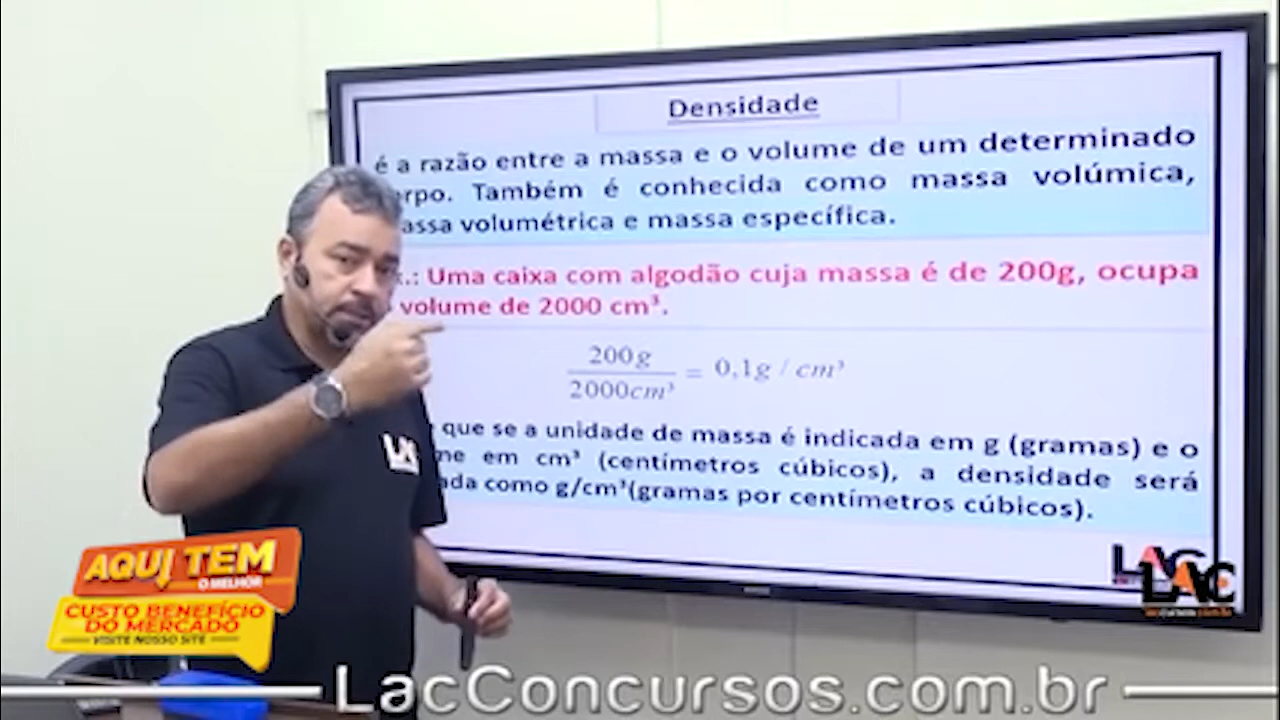 Densidade
é a razão entre a massa e o volume de um determinado
rpo. Também é conhecida como massa volúmica,
assa volumétrica e massa específica.
.: Uma caixa com algodão cuja massa é de 200g, ocupa
volume de 2000 cm³.
200g
2000cm³
= 0,1g / cm³
que se a unidade de massa é indicada em g (gramas) e o
me em cm³ (centímetros cúbicos), a densidade será
ada como g/cm³(gramas por centímetros cúbicos).
LAC
LAC
LAC
AQUI TEM
O MELHOR
CUSTO BENEFÍCIO
DO MERCADO
VISITE NOSSO SITE
LacConcursos.com.br